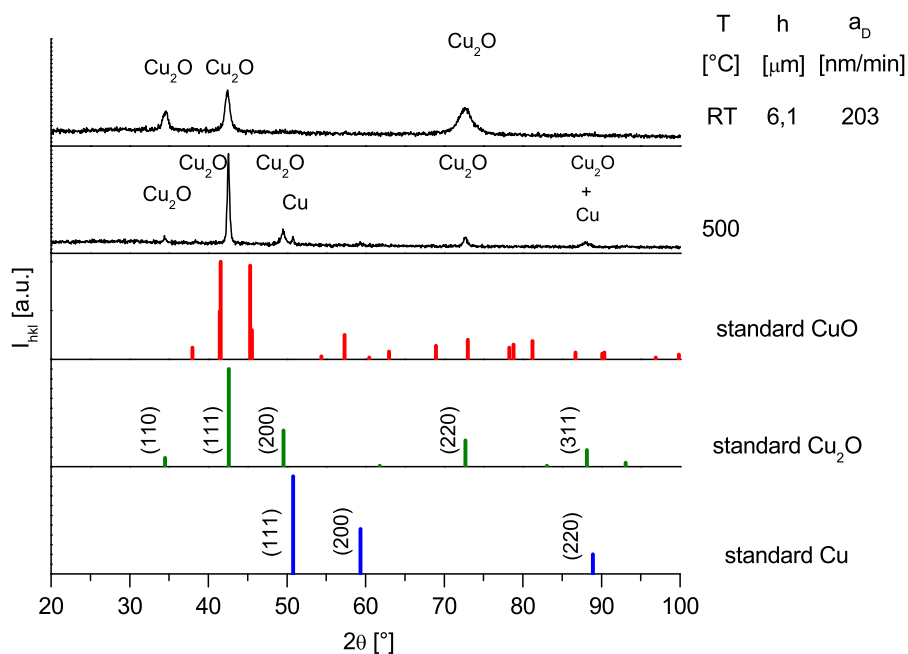 T h a_D
[°C] [μm] [nm/min]
Cu₂O
Cu₂O Cu₂O
RT 6,1 203
Cu₂O Cu₂O Cu₂O Cu₂O
+
Cu
Cu₂O Cu
500
standard CuO
(110) (111) (200) (220) (311)
standard Cu₂O
(111) (200) (220)
standard Cu
I_hkl [a.u.]
20 30 40 50 60 70 80 90 100
2θ [°]